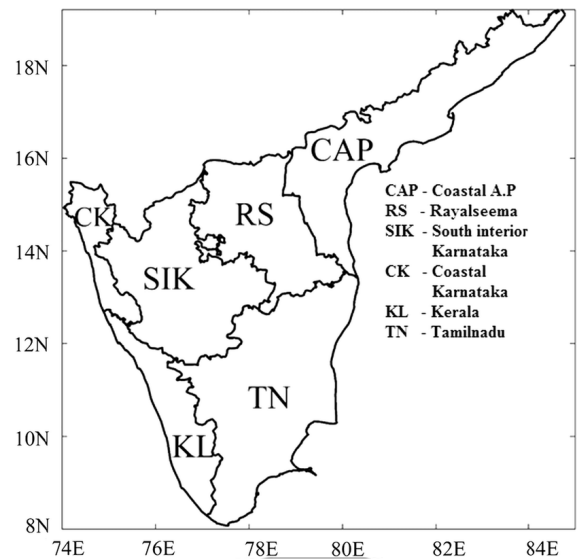 18N
16N
14N
12N
10N
8N
74E 76E 78E 80E 82E 84E
CAP
CK
RS
SIK
TN
KL
CAP - Coastal A.P
RS - Rayalseema
SIK - South interior
Karnataka
CK - Coastal
Karnataka
KL - Kerala
TN - Tamilnadu